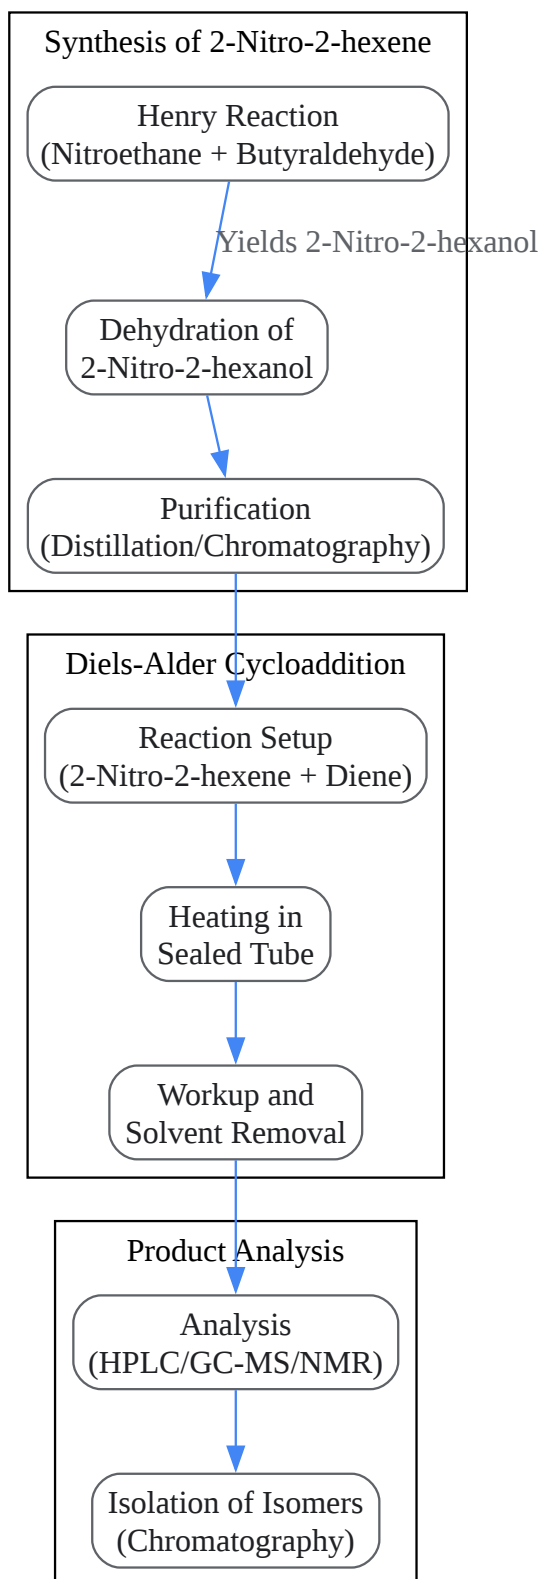 Synthesis of 2-Nitro-2-hexene
Henry Reaction
(Nitroethane + Butyraldehyde)
Yields 2-Nitro-2-hexanol
Dehydration of
2-Nitro-2-hexanol
Purification
(Distillation/Chromatography)
Diels-Alder Cycloaddition
Reaction Setup
(2-Nitro-2-hexene + Diene)
Heating in
Sealed Tube
Workup and
Solvent Removal
Product Analysis
Analysis
(HPLC/GC-MS/NMR)
Isolation of Isomers
(Chromatography)